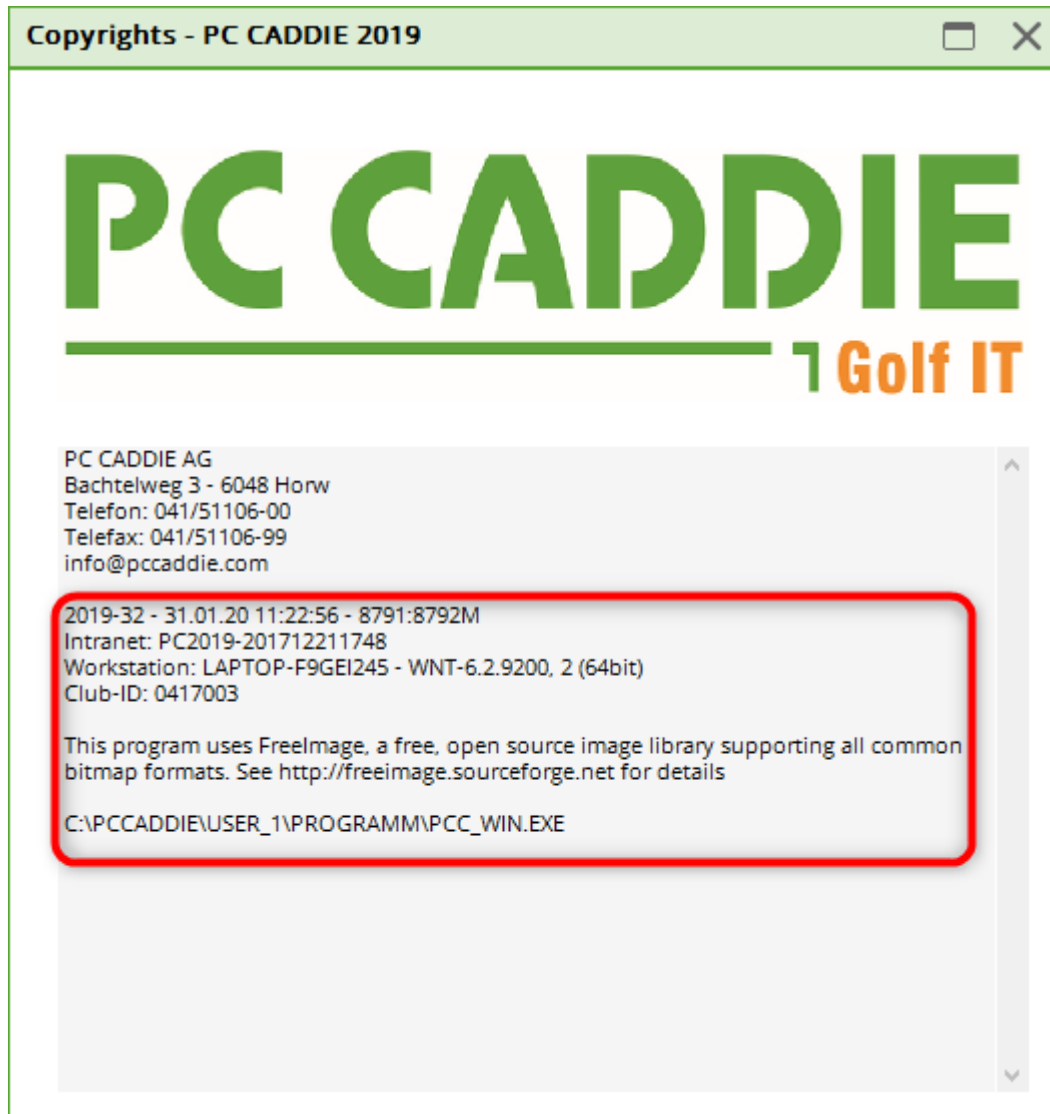 Copyrights - PC CADDIE 2019
PC CADDIE
Golf IT
PC CADDIE AG
Bachtelweg 3 - 6048 Horw
Telefon: 041/51106-00
Telefax: 041/51106-99
info@pccaddie.com
2019-32 - 31.01.20 11:22:56 - 8791:8792M
Intranet: PC2019-201712211748
Workstation: LAPTOP-F9GEI245 - WNT-6.2.9200, 2 (64bit)
Club-ID: 0417003
This program uses FreeImage, a free, open source image library supporting all common
bitmap formats. See http://freeimage.sourceforge.net for details
C:\PCCADDIE\USER_1\PROGRAMM\PCC_WIN.EXE